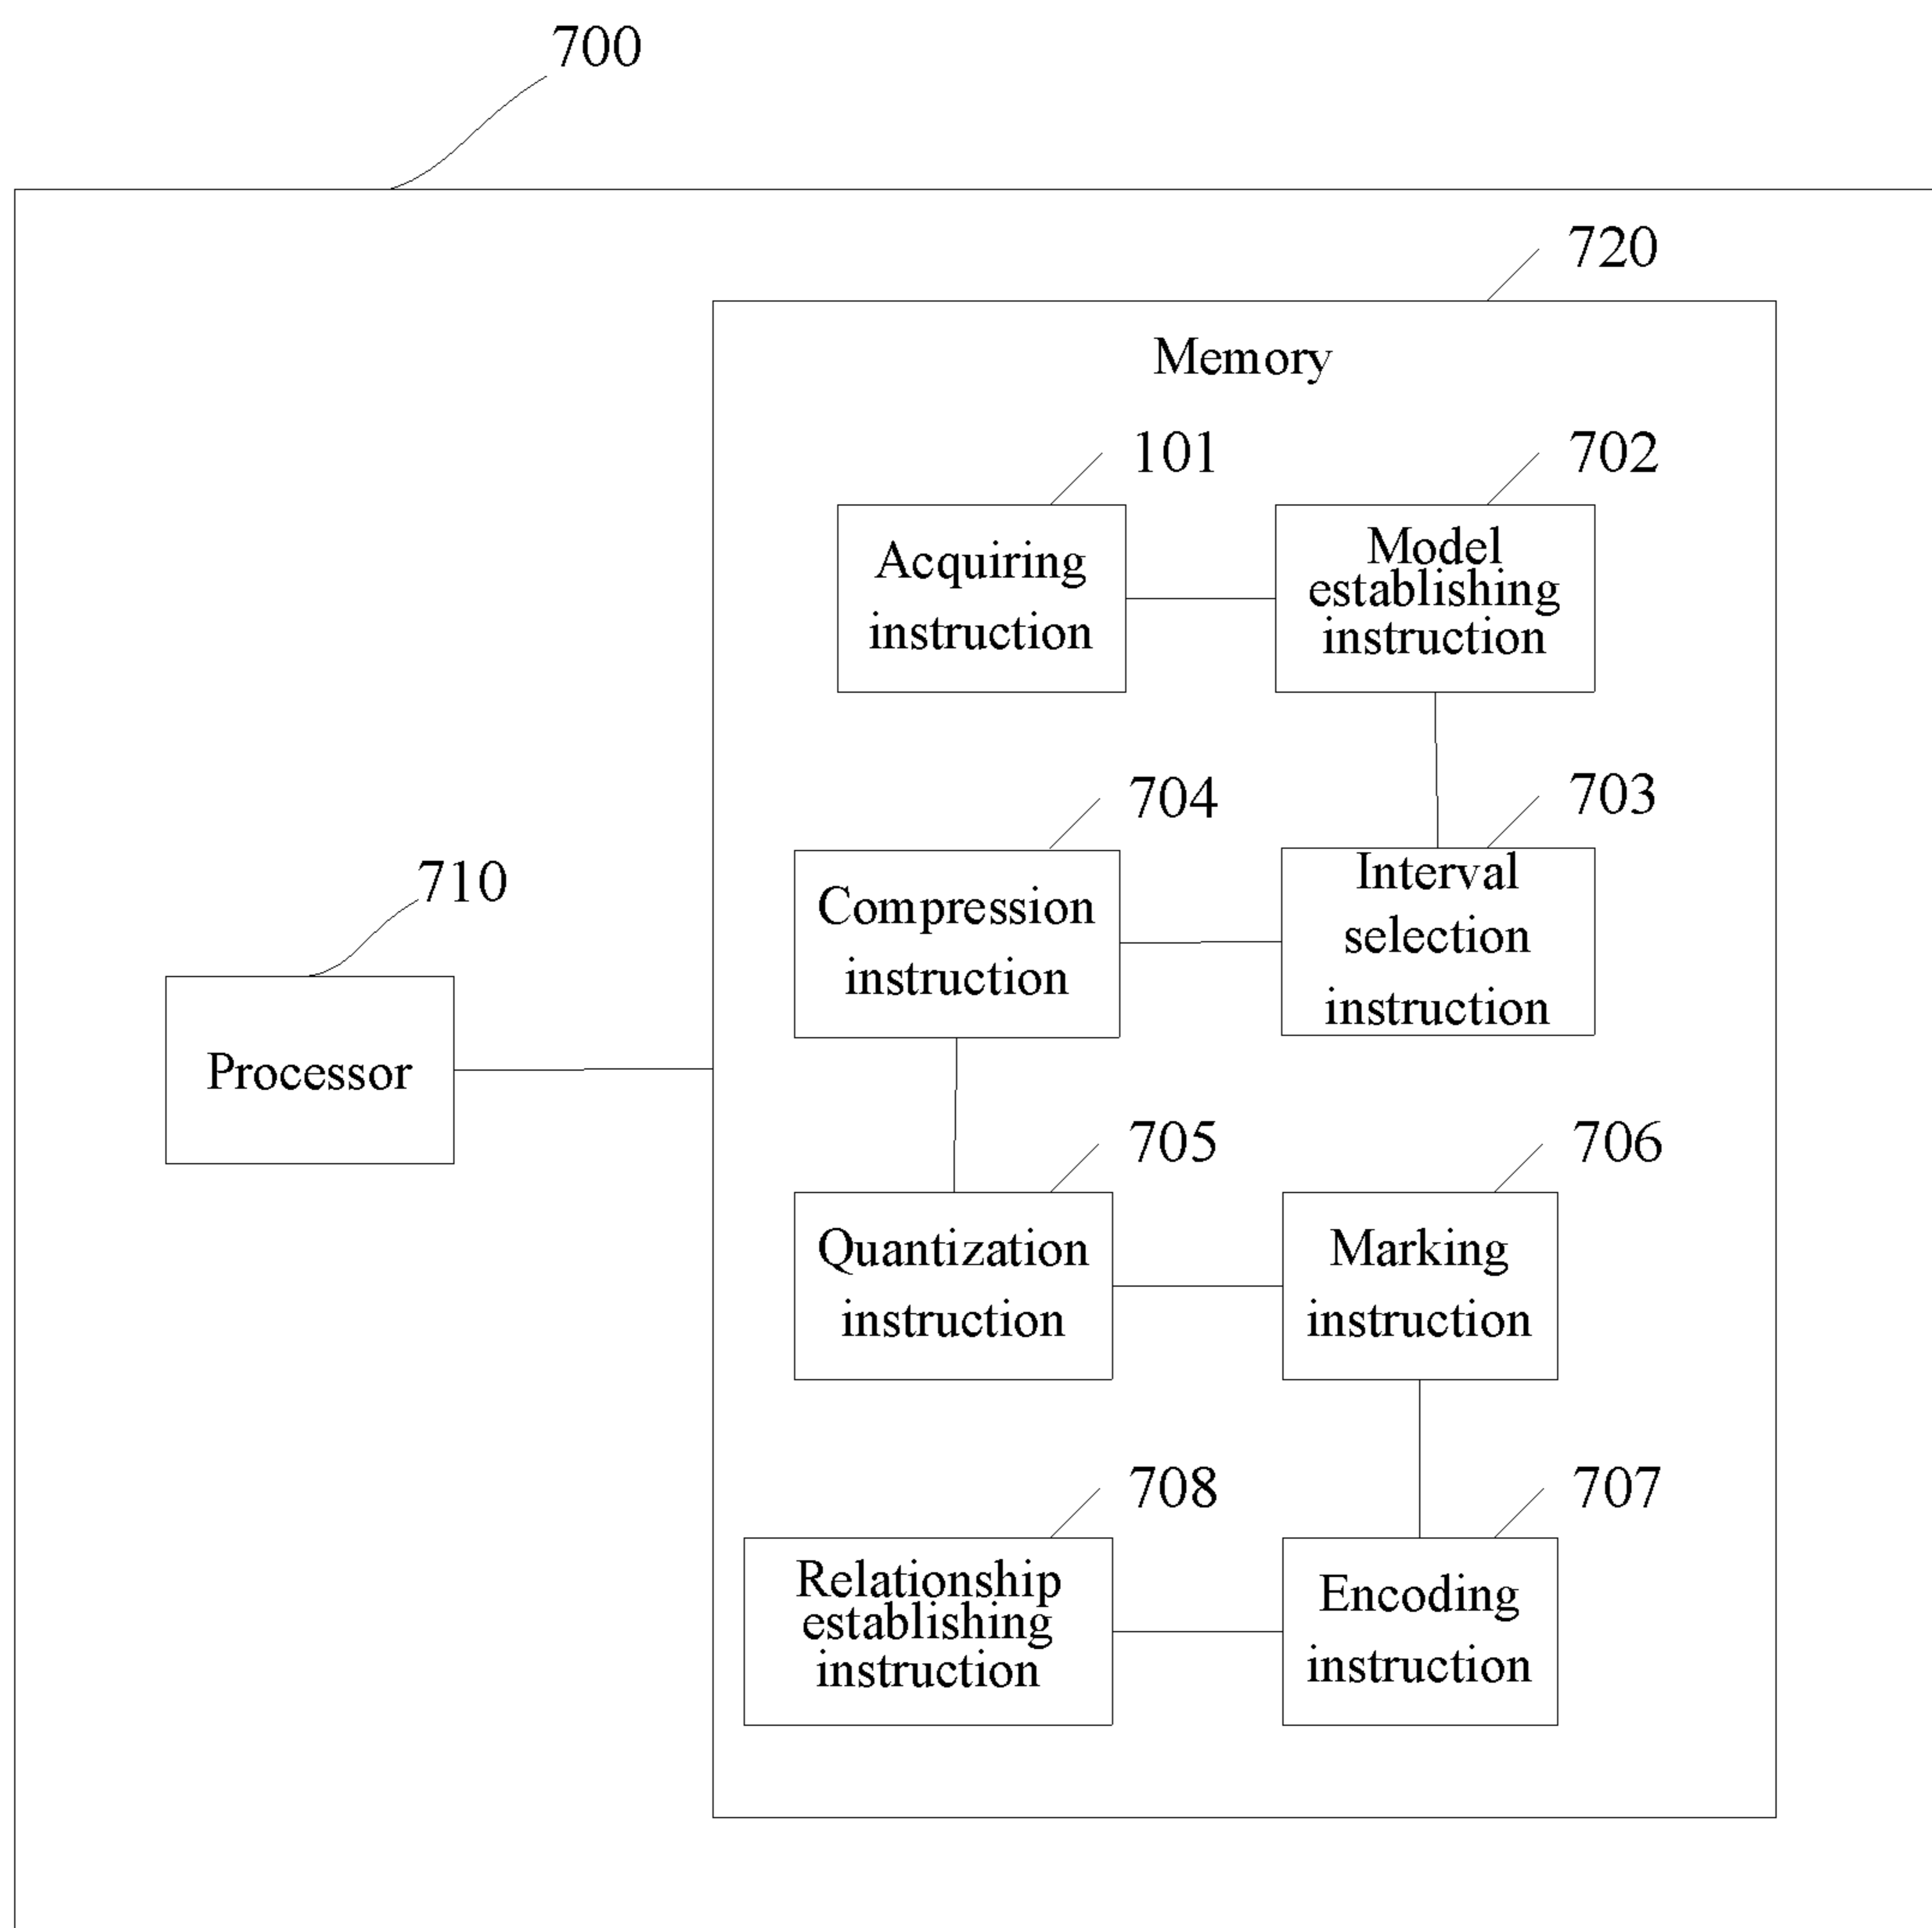 700
720
Memory
101
702
Acquiring
instruction
Model
establishing
instruction
704
703
Compression
instruction
Interval
selection
instruction
710
Processor
705
706
Quantization
instruction
Marking
instruction
708
707
Relationship
establishing
instruction
Encoding
instruction